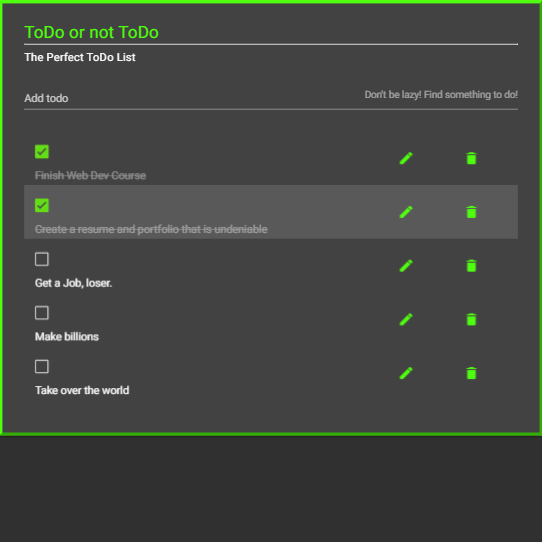 ToDo or not ToDo
The Perfect ToDo List
Add todo
Don't be lazy! Find something to do!
Finish Web Dev Course
Create a resume and portfolio that is undeniable
Get a Job, loser.
Make billions
Take over the world